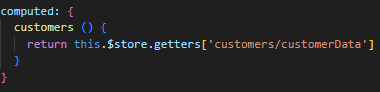 computed: {
  customers () {
    return this.$store.getters['customers/customerData']
  }
}